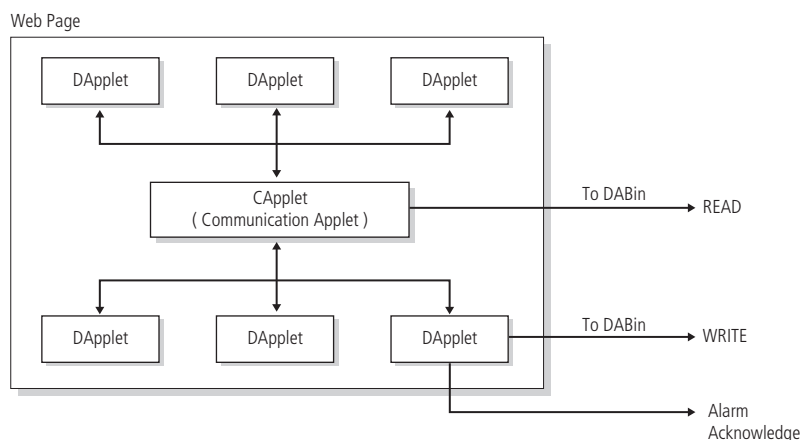 Web Page
DApplet
DApplet
DApplet
CApplet
( Communication Applet )
To DABin
READ
DApplet
DApplet
DApplet
To DABin
WRITE
Alarm
Acknowledge